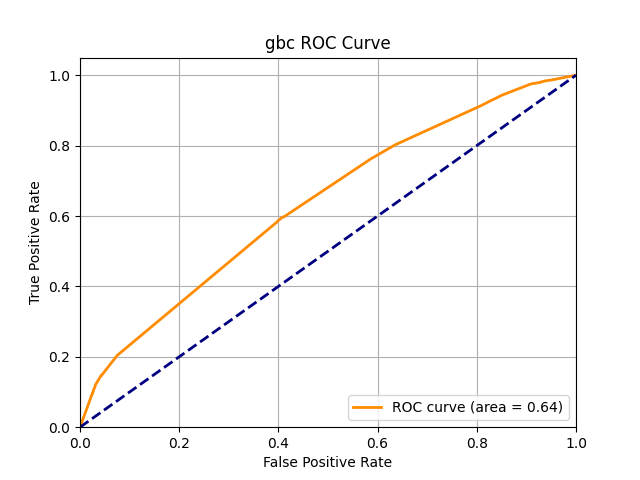 gbc ROC Curve
True Positive Rate
1.0
0.8
0.6
0.4
0.2
0.0
ROC curve (area = 0.64)
0.0 0.2 0.4 0.6 0.8 1.0
False Positive Rate